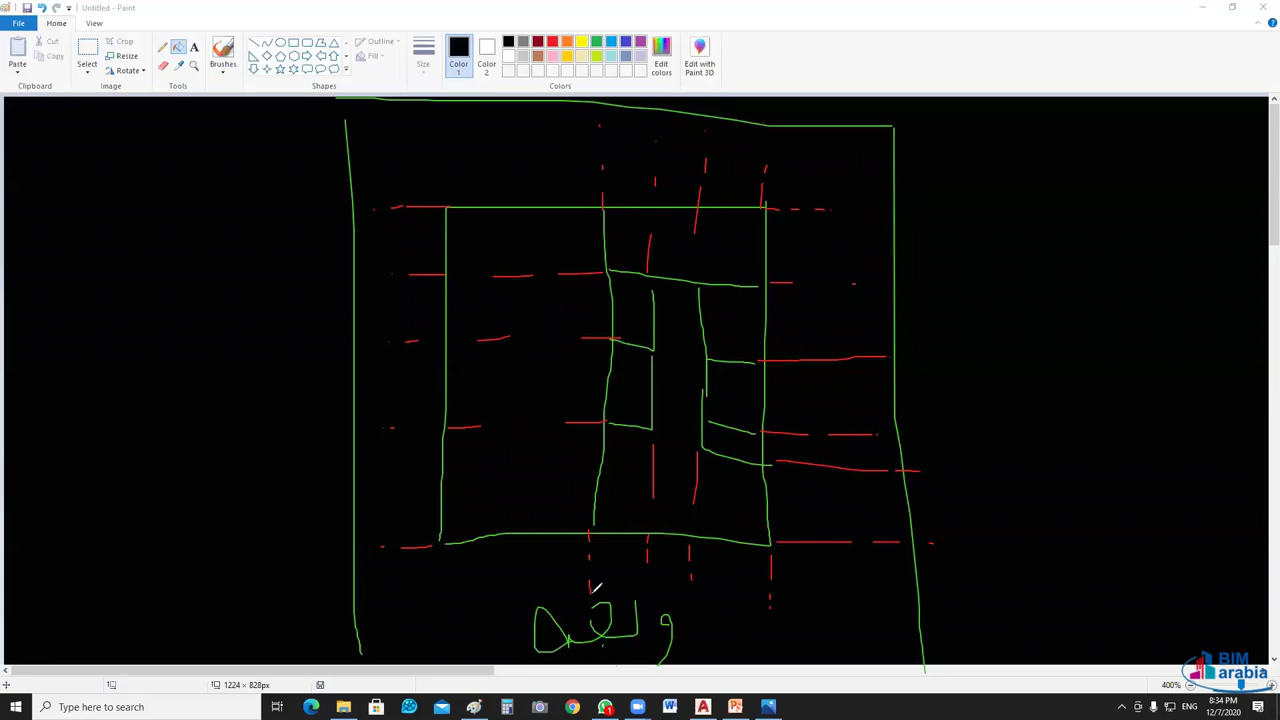 Untitled - Paint
File Home View
Paste
Cut
Copy
Clipboard
Select
Crop
Resize
Rotate
Image
Tools
Brushes
Shapes
Outline
Fill
Size
Color 1
Color 2
Edit colors
Colors
Edit with Paint 3D
BIM arabia
1224 × 828px
400%
Type here to search
1
8:34 PM
12/7/2020